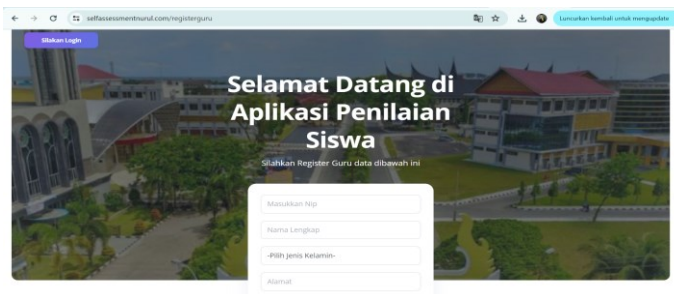 selfassessmentnurul.com/registerguru
Luncurkan kembali untuk mengupdate
Silakan Login
Selamat Datang di
Aplikasi Penilaian
Siswa
Silahkan Register Guru data dibawah ini
Masukkan Nip
Nama Lengkap
-Pilih Jenis Kelamin-
Alamat